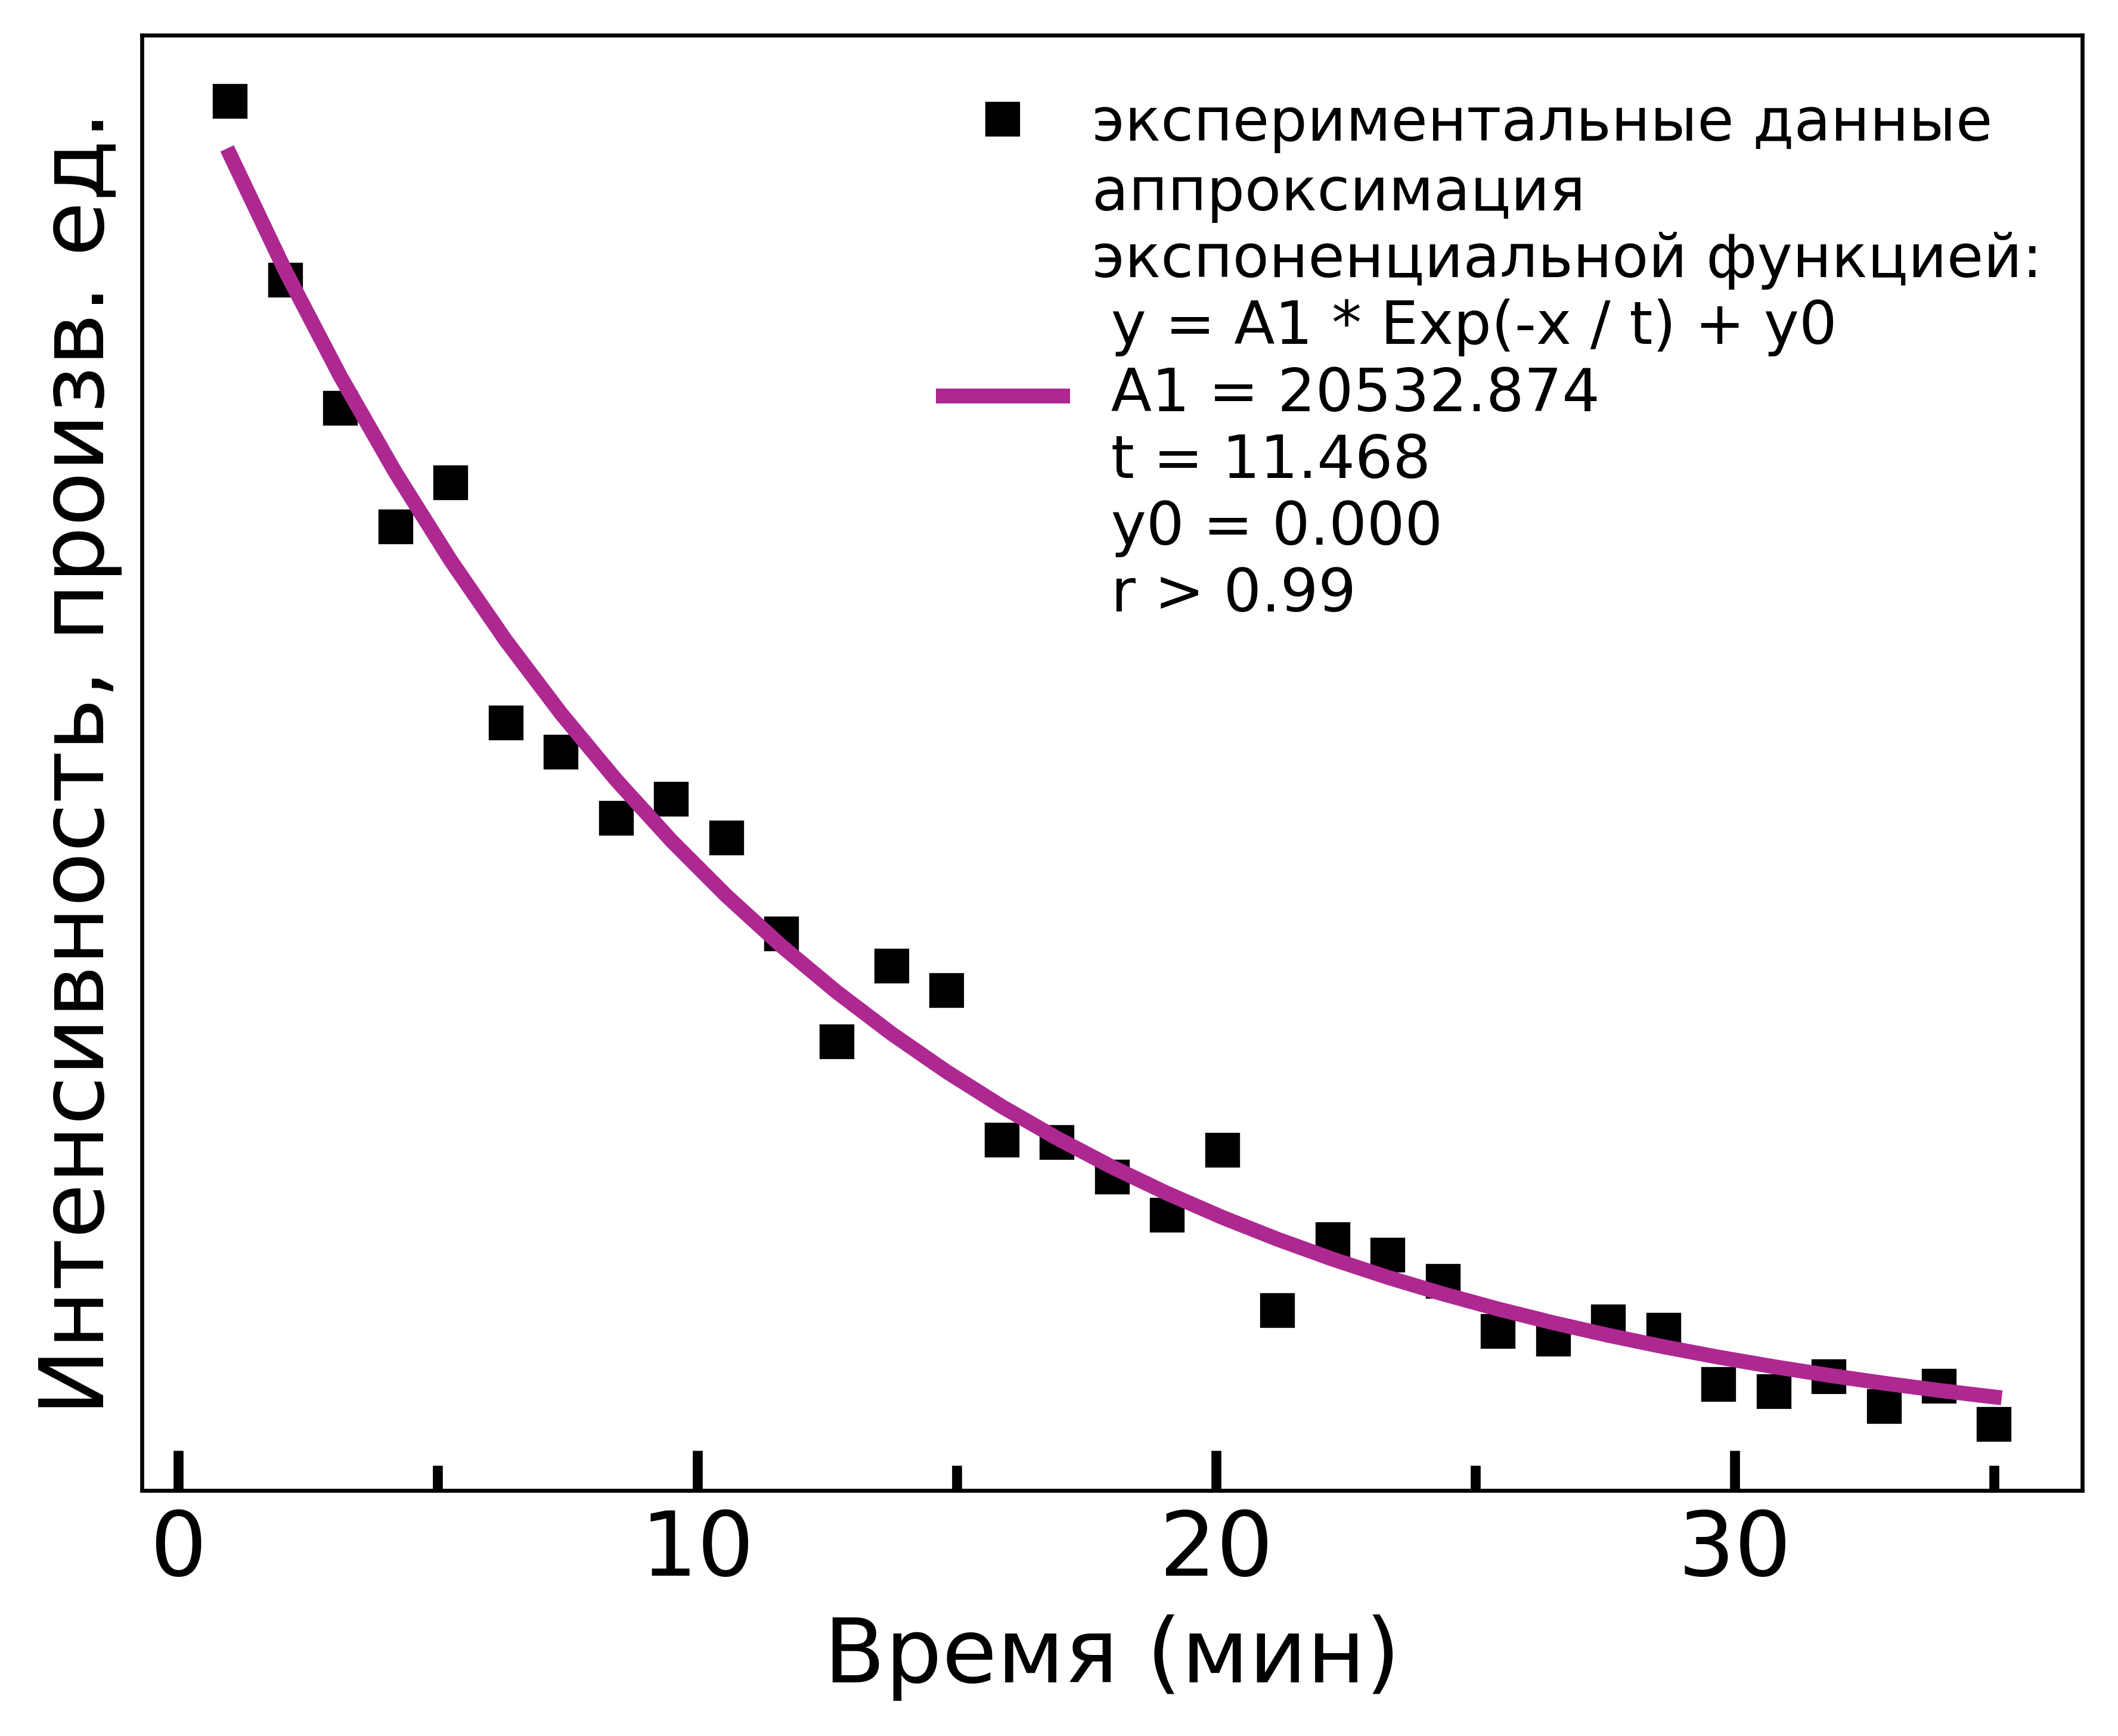 Интенсивность, произв. ед.
экспериментальные данные
аппроксимация
экспоненциальной функцией:
y = A1 * Exp(-x / t) + y0
A1 = 20532.874
t = 11.468
y0 = 0.000
r > 0.99
0 10 20 30
Время (мин)